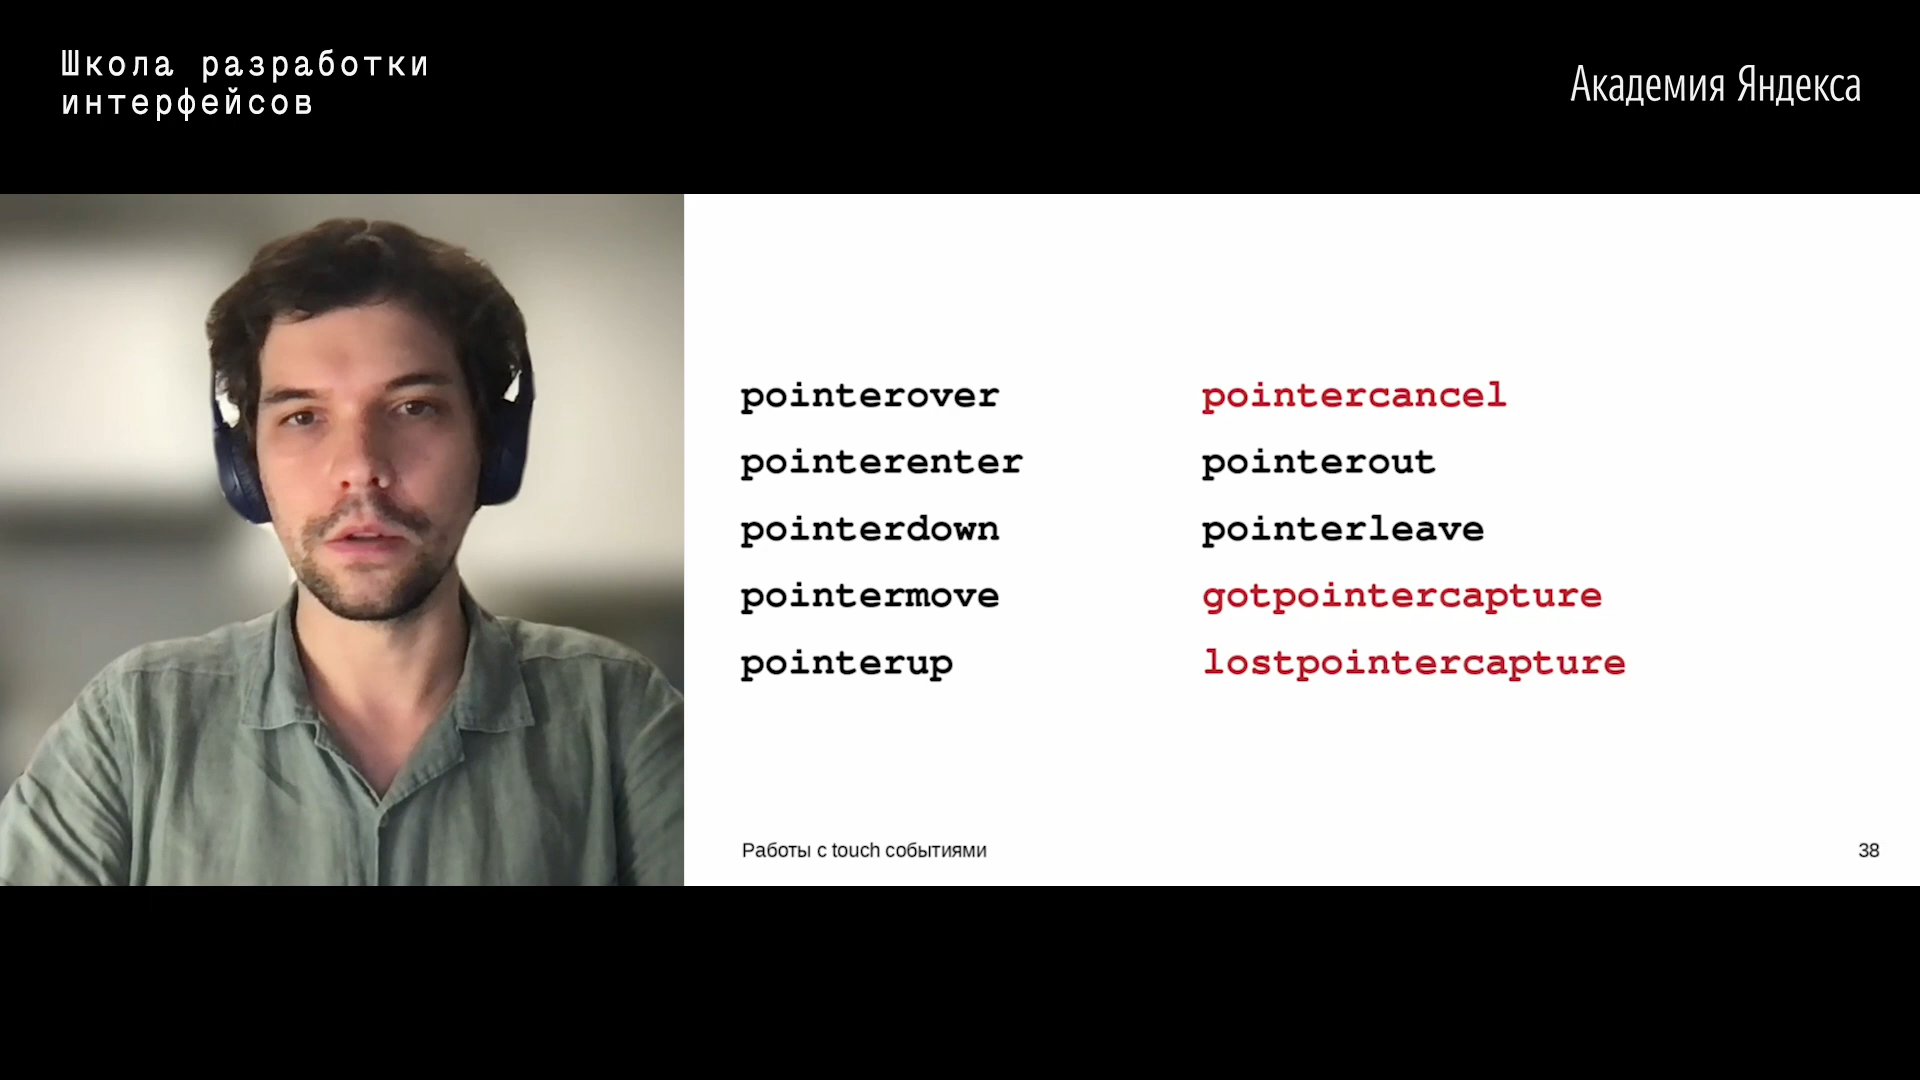 Школа разработки
интерфейсов
Академия Яндекса
pointerover
pointerenter
pointerdown
pointermove
pointerup
pointercancel
pointerout
pointerleave
gotpointercapture
lostpointercapture
Работы с touch событиями
38